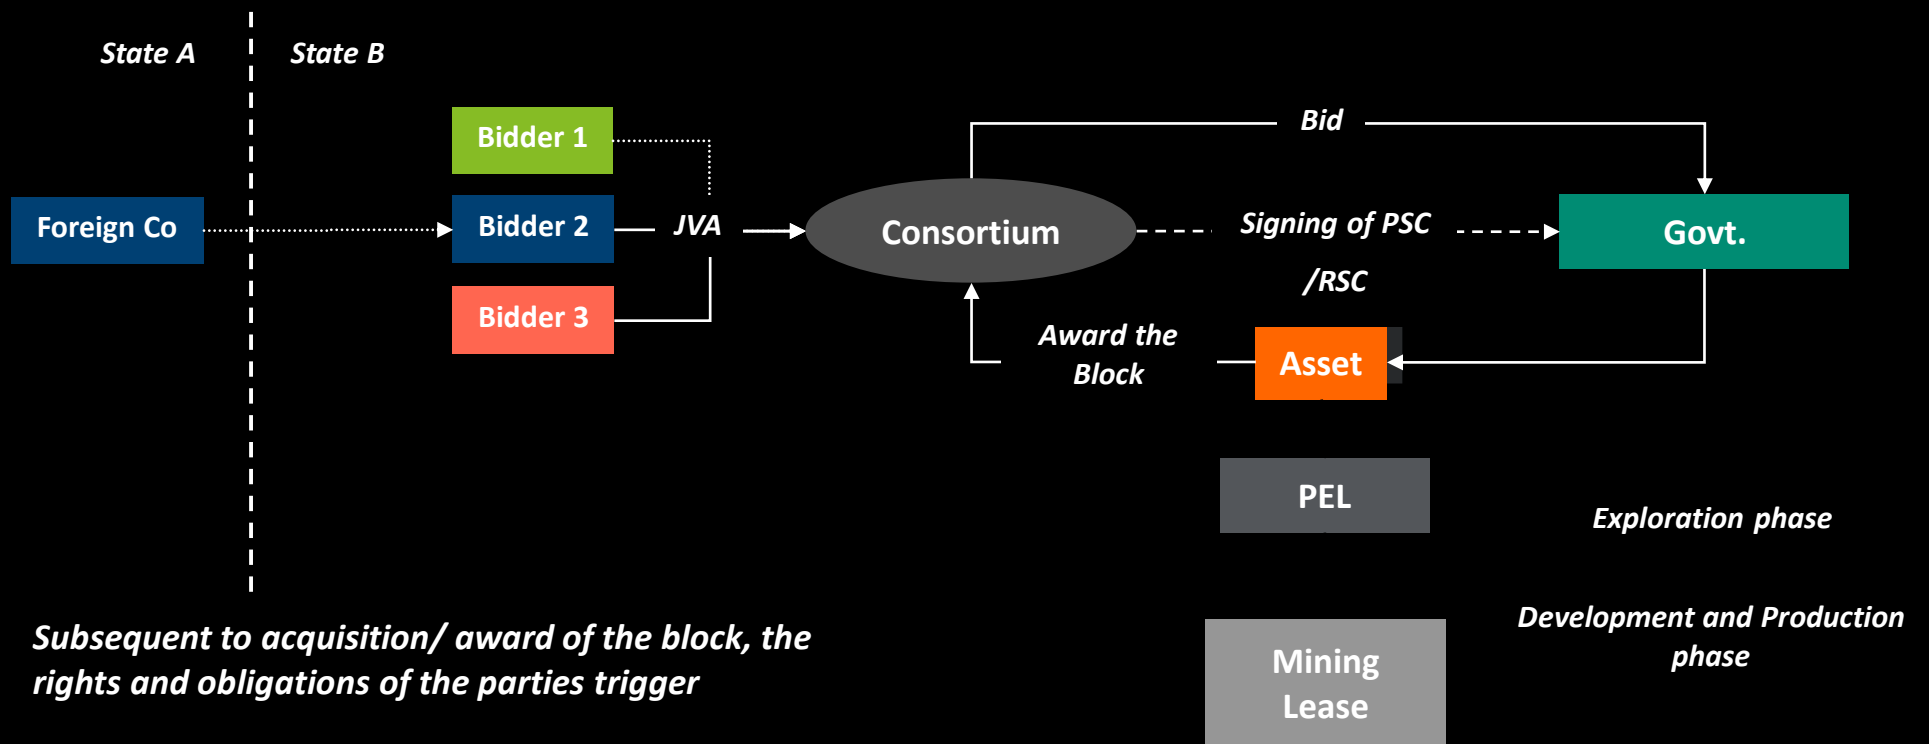 State A
State B
Bidder 1
Bid
Foreign Co
Bidder 2
JVA
Consortium
Signing of PSC
/RSC
Govt.
Bidder 3
Award the
Block
Asset
PEL
Exploration phase
Development and Production
phase
Subsequent to acquisition/ award of the block, the
rights and obligations of the parties trigger
Mining
Lease